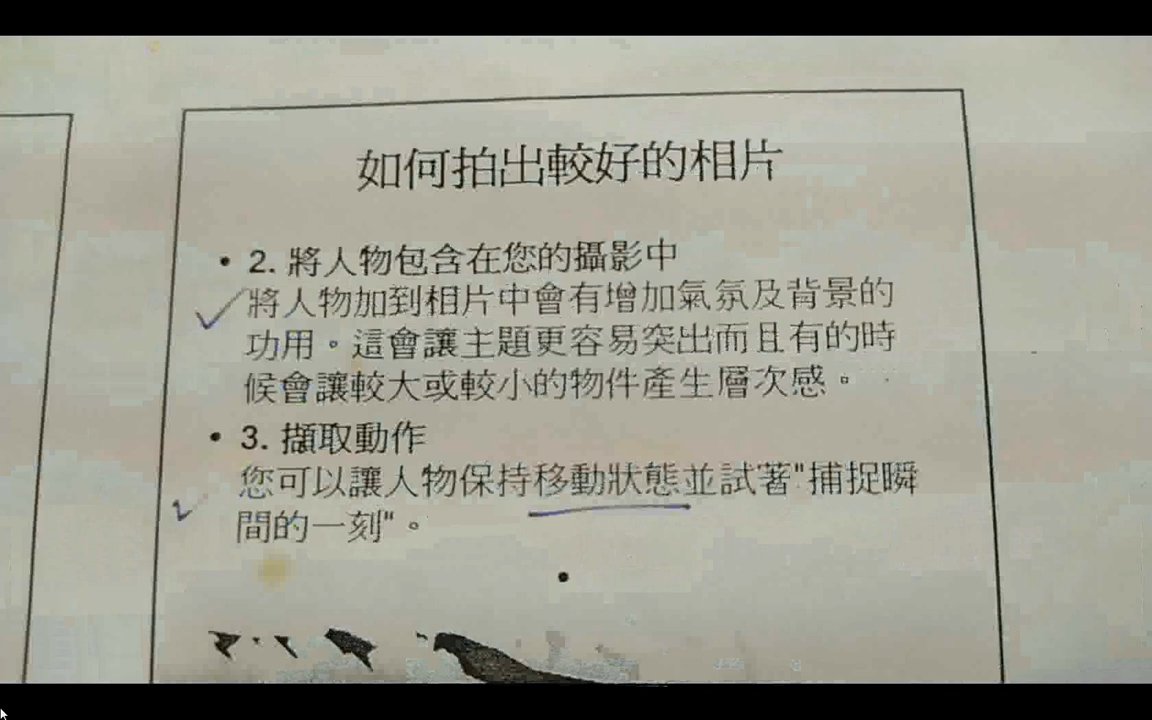 如何拍出較好的相片
• 2. 將人物包含在您的攝影中
將人物加到相片中會有增加氣氛及背景的
功用。這會讓主題更容易突出而且有的時
候會讓較大或較小的物件產生層次感。
• 3. 擷取動作
您可以讓人物保持移動狀態並試著"捕捉瞬
間的一刻"。
•